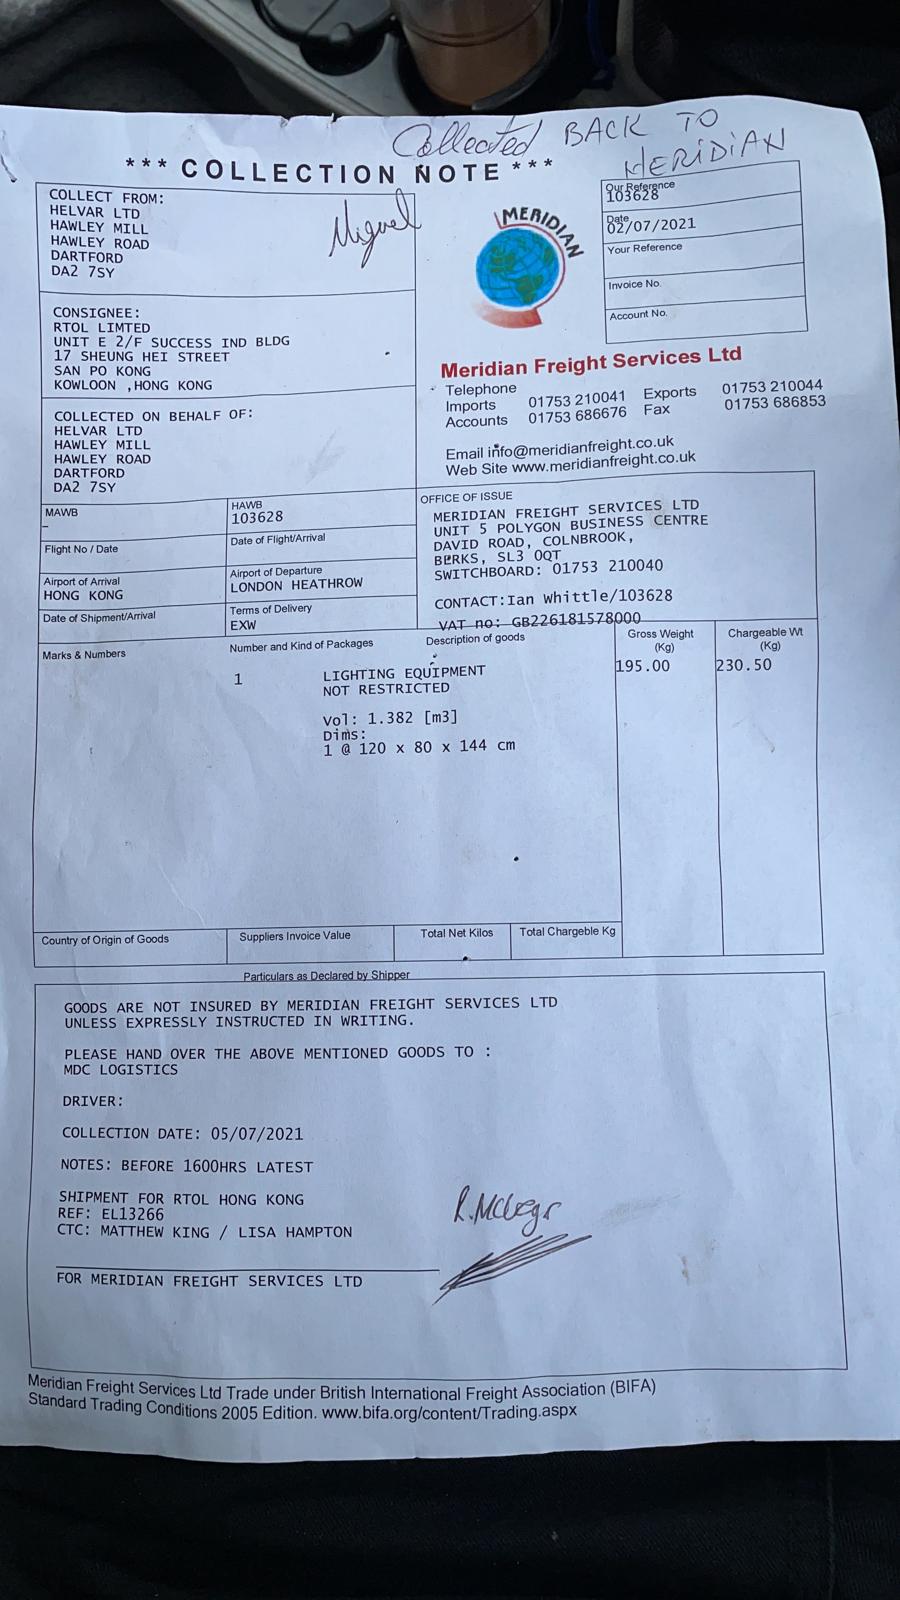 Collected BACK TO
MERIDIAN
*** COLLECTION NOTE ***
Miguel
COLLECT FROM:
HELVAR LTD
HAWLEY MILL
HAWLEY ROAD
DARTFORD
DA2 7SY
MERIDIAN
Our Reference
103628
Date
02/07/2021
Your Reference
Invoice No.
Account No.
CONSIGNEE:
RTOL LIMTED
UNIT E 2/F SUCCESS IND BLDG
17 SHEUNG HEI STREET
SAN PO KONG
KOWLOON ,HONG KONG
Meridian Freight Services Ltd
Telephone
Imports 01753 210041 Exports 01753 210044
Accounts 01753 686676 Fax 01753 686853
Email info@meridianfreight.co.uk
Web Site www.meridianfreight.co.uk
COLLECTED ON BEHALF OF:
HELVAR LTD
HAWLEY MILL
HAWLEY ROAD
DARTFORD
DA2 7SY
MAWB
-
HAWB
103628
Flight No / Date
Date of Flight/Arrival
Airport of Arrival
HONG KONG
Airport of Departure
LONDON HEATHROW
Date of Shipment/Arrival
Terms of Delivery
EXW
OFFICE OF ISSUE
MERIDIAN FREIGHT SERVICES LTD
UNIT 5 POLYGON BUSINESS CENTRE
DAVID ROAD, COLNBROOK,
BERKS, SL3 0QT
SWITCHBOARD: 01753 210040
CONTACT:Ian Whittle/103628
VAT no: GB226181578000
Marks & Numbers
Number and Kind of Packages
Description of goods
Gross Weight
(Kg)
Chargeable Wt
(Kg)
1 LIGHTING EQUIPMENT 195.00 230.50
NOT RESTRICTED
Vol: 1.382 [m3]
Dims:
1 @ 120 x 80 x 144 cm
Country of Origin of Goods
Suppliers Invoice Value
Total Net Kilos
Total Chargeble Kg
Particulars as Declared by Shipper
GOODS ARE NOT INSURED BY MERIDIAN FREIGHT SERVICES LTD
UNLESS EXPRESSLY INSTRUCTED IN WRITING.
PLEASE HAND OVER THE ABOVE MENTIONED GOODS TO :
MDC LOGISTICS
DRIVER:
COLLECTION DATE: 05/07/2021
NOTES: BEFORE 1600HRS LATEST
SHIPMENT FOR RTOL HONG KONG
REF: EL13266
CTC: MATTHEW KING / LISA HAMPTON
FOR MERIDIAN FREIGHT SERVICES LTD
Meridian Freight Services Ltd Trade under British International Freight Association (BIFA)
Standard Trading Conditions 2005 Edition. www.bifa.org/content/Trading.aspx